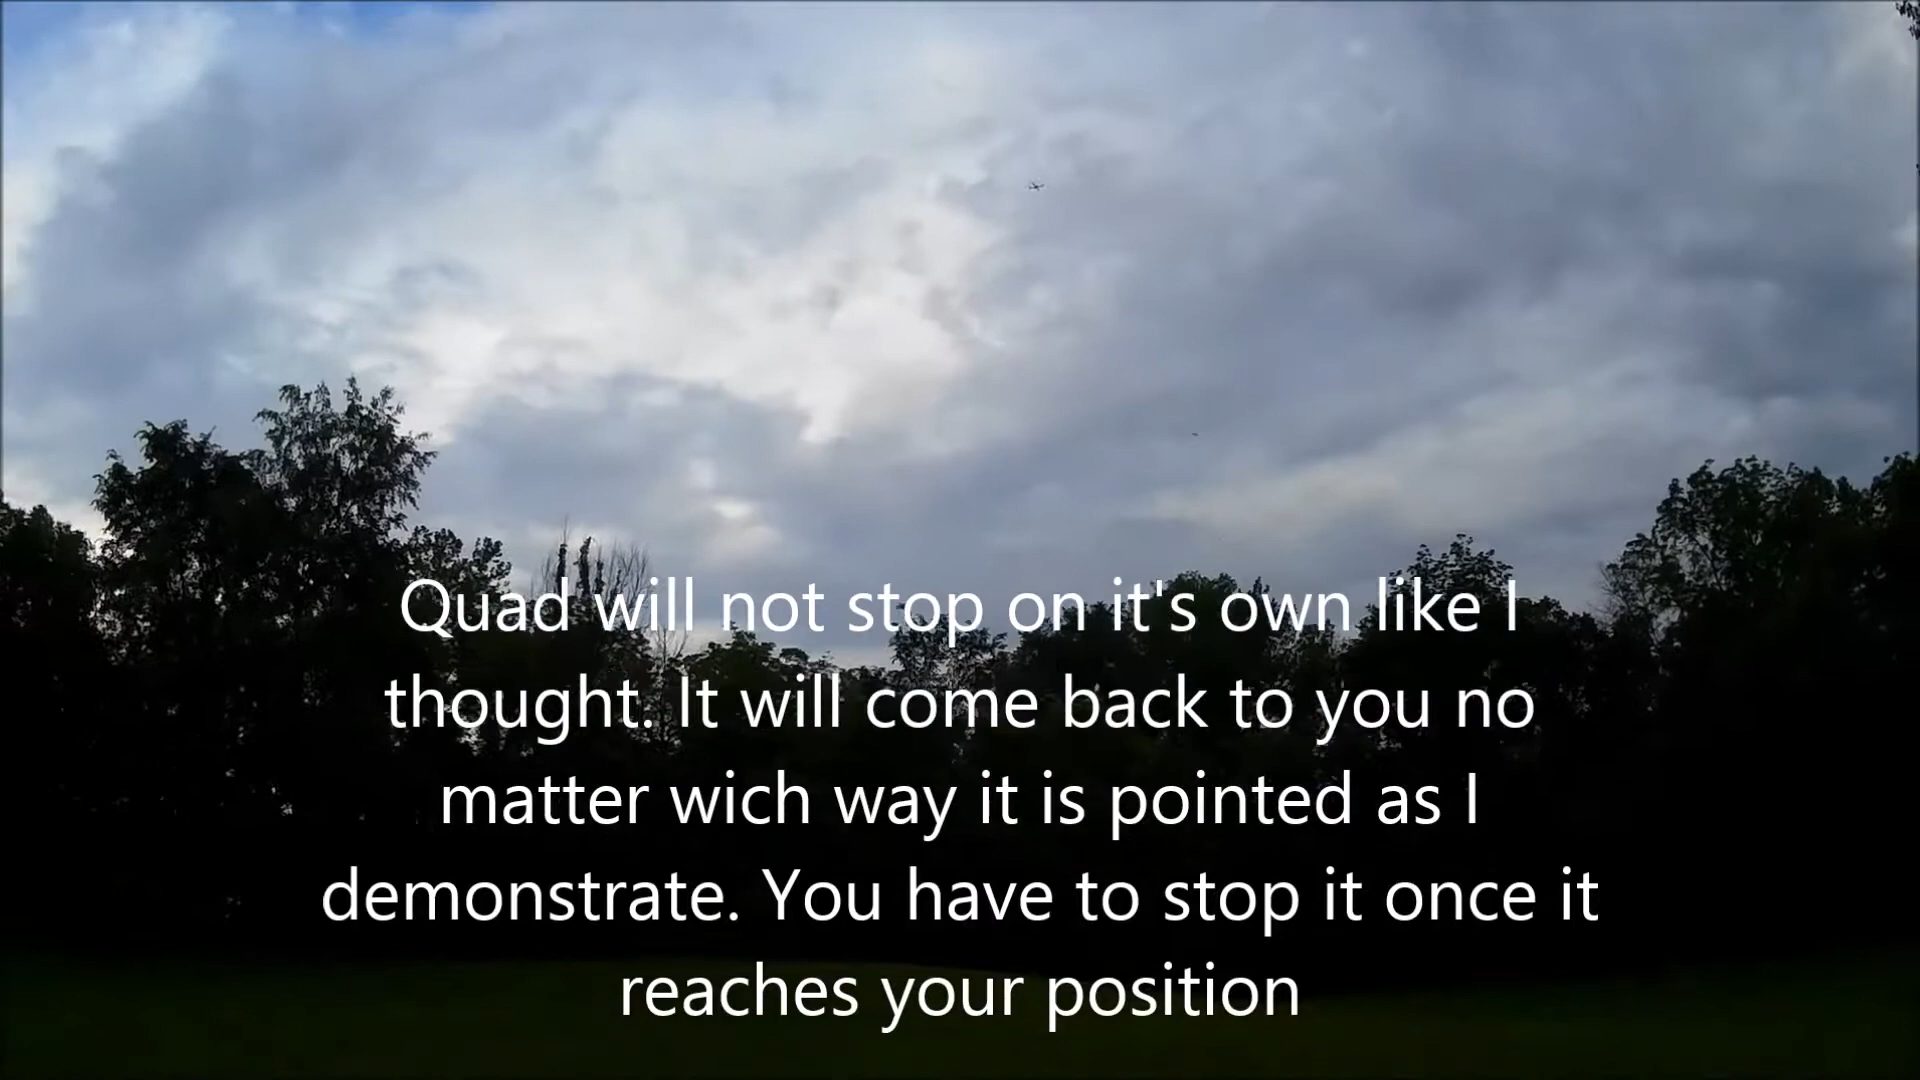 Quad will not stop on it's own like I
thought. It will come back to you no
matter wich way it is pointed as I
demonstrate. You have to stop it once it
reaches your position